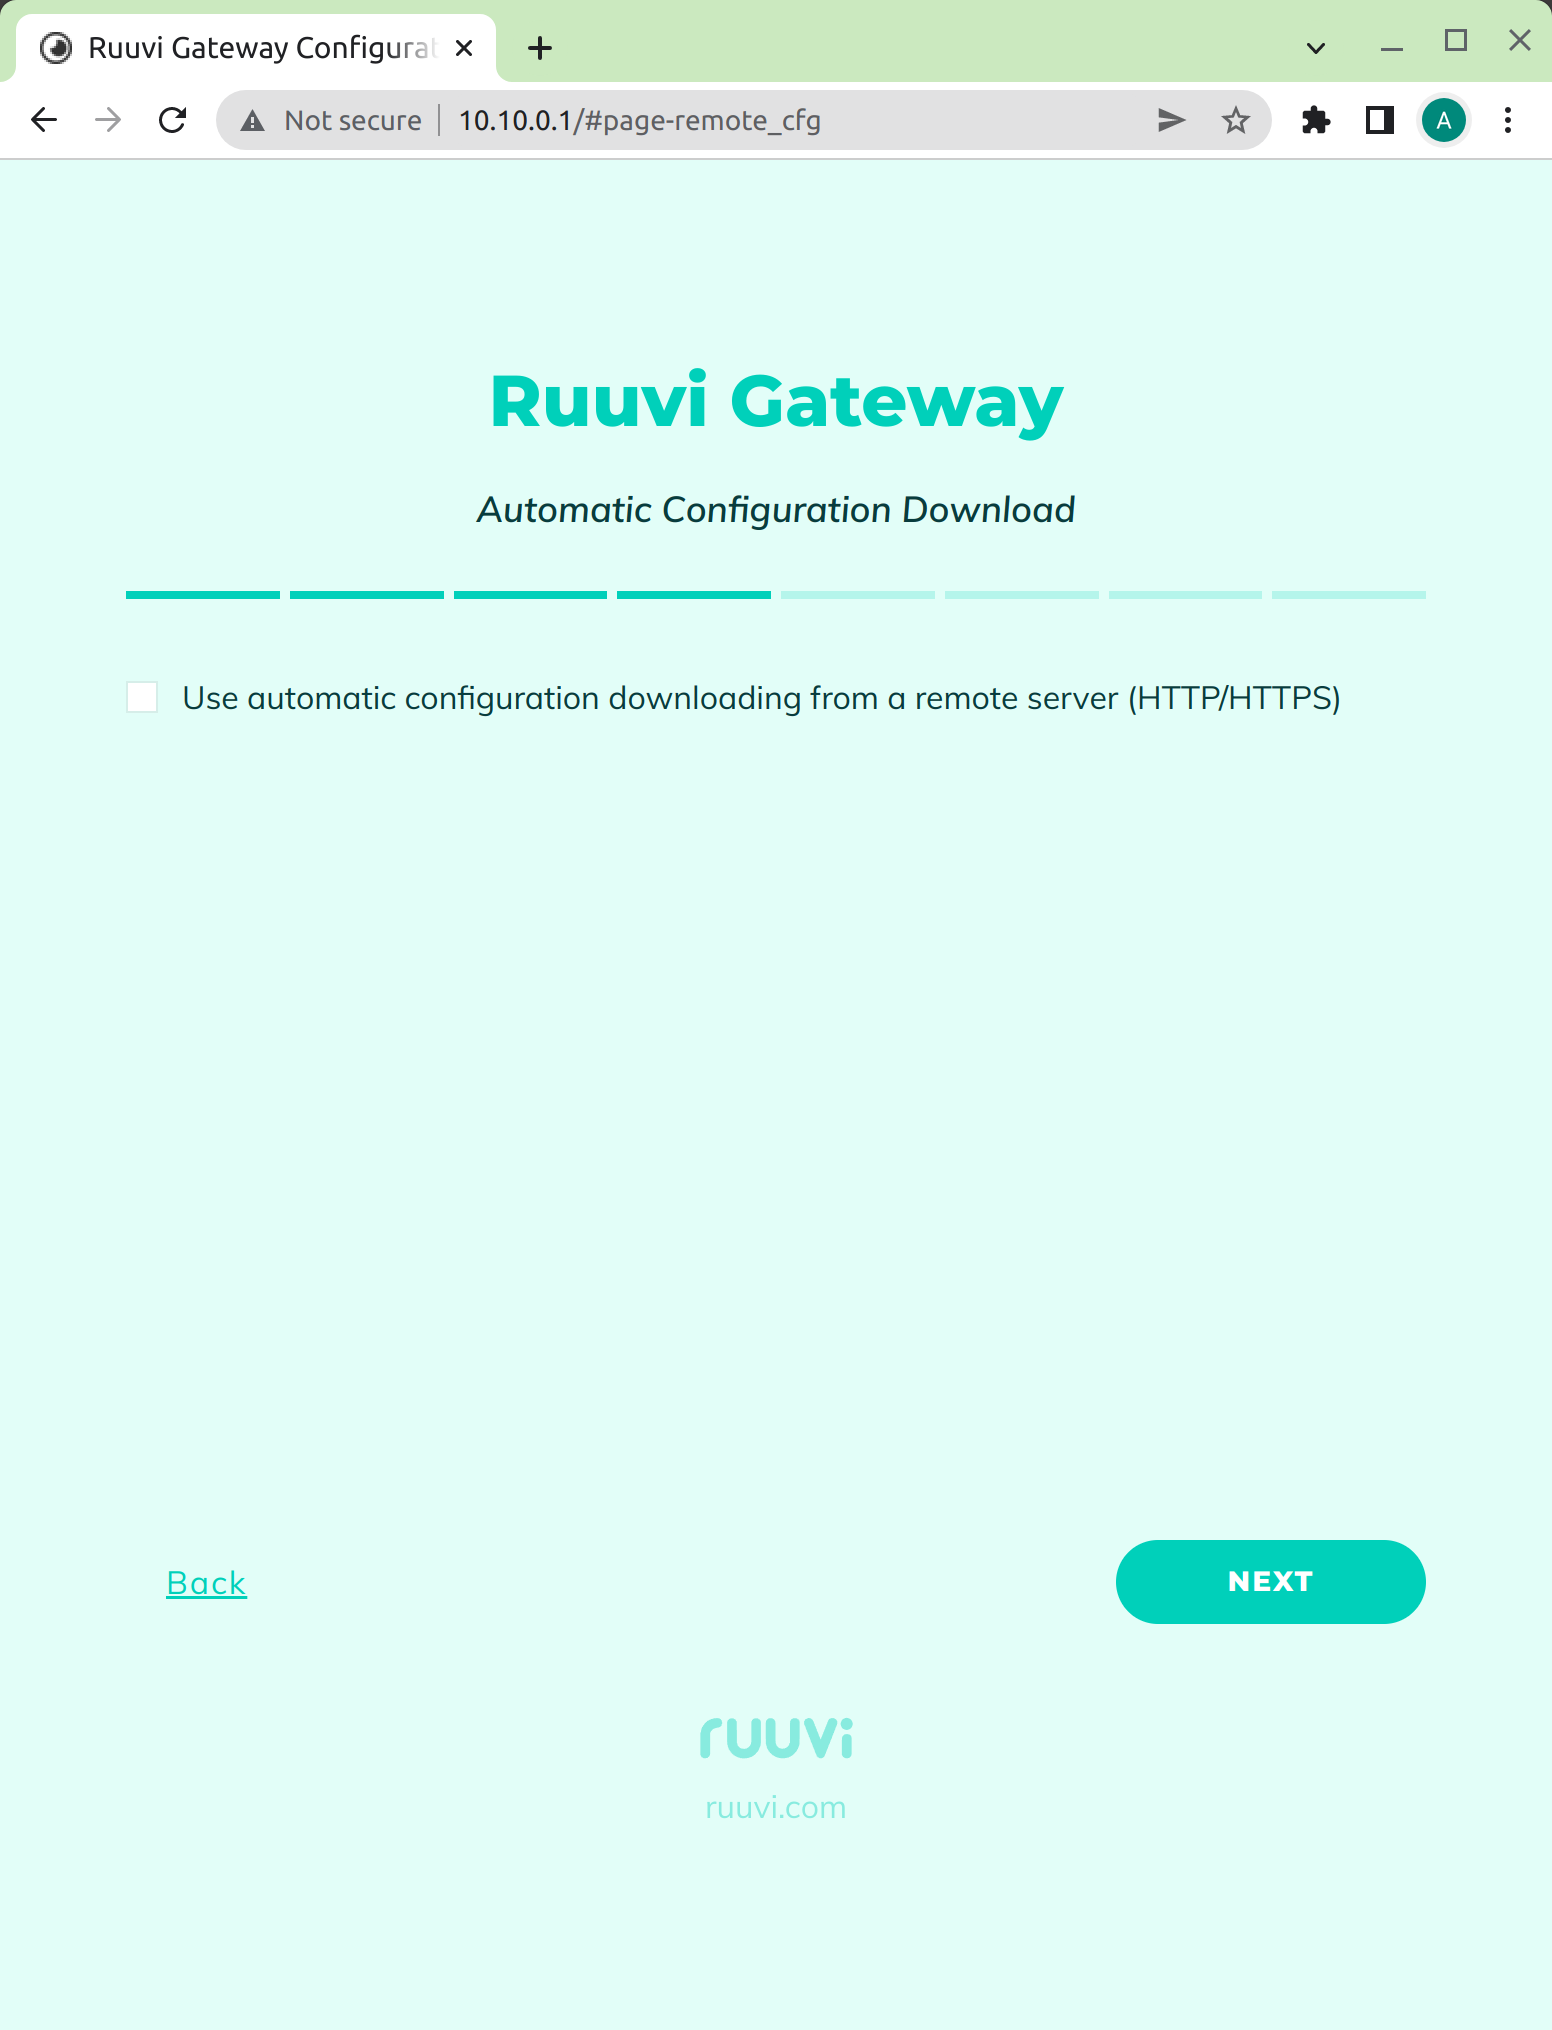 Ruuvi Gateway Configurat
Not secure 10.10.0.1/#page-remote_cfg
A
Ruuvi Gateway
Automatic Configuration Download
Use automatic configuration downloading from a remote server (HTTP/HTTPS)
Back
NEXT
ruuvi
ruuvi.com